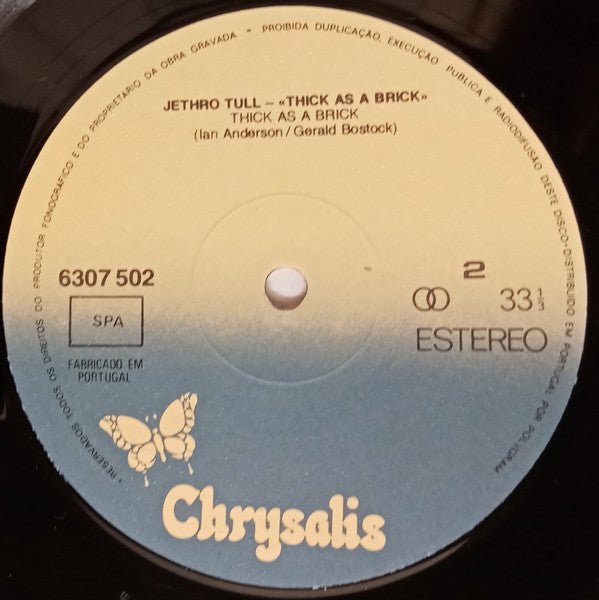 • RESERVADOS TODOS OS DIREITOS DO PRODUTOR FONOGRÁFICO E DO PROPRIETÁRIO DA OBRA GRAVADA - PROIBIDA DUPLICAÇÃO, EXECUÇÃO PÚBLICA E RADIODIFUSÃO DESTE DISCO-DISTRIBUIDO EM PORTUGAL POR POLYGRAM
JETHRO TULL – «THICK AS A BRICK»
THICK AS A BRICK
(Ian Anderson / Gerald Bostock)
6307 502
2
33 1/3
SPA
ESTEREO
FABRICADO EM
PORTUGAL
Chrysalis